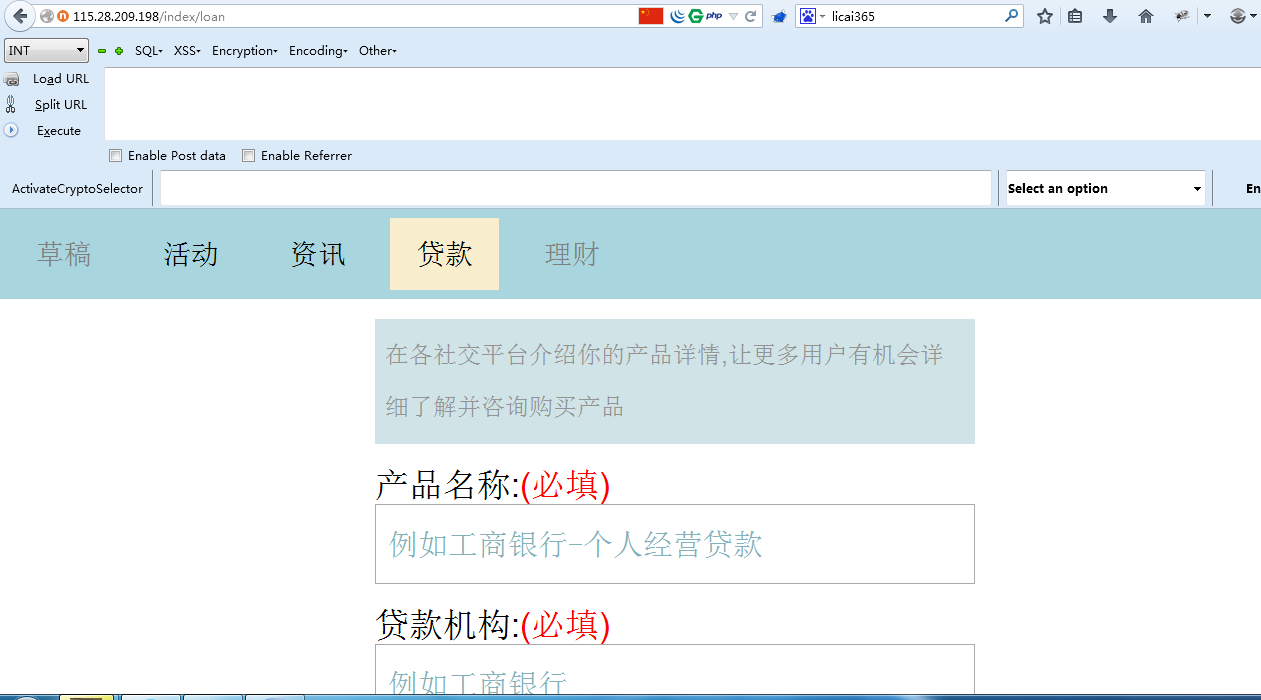 115.28.209.198/index/loan
php
licai365
INT
SQL
XSS
Encryption
Encoding
Other
Load URL
Split URL
Execute
Enable Post data
Enable Referrer
ActivateCryptoSelector
Select an option
En
草稿
活动
资讯
贷款
理财
在各社交平台介绍你的产品详情,让更多用户有机会详
细了解并咨询购买产品
产品名称:(必填)
例如工商银行-个人经营贷款
贷款机构:(必填)
例如工商银行